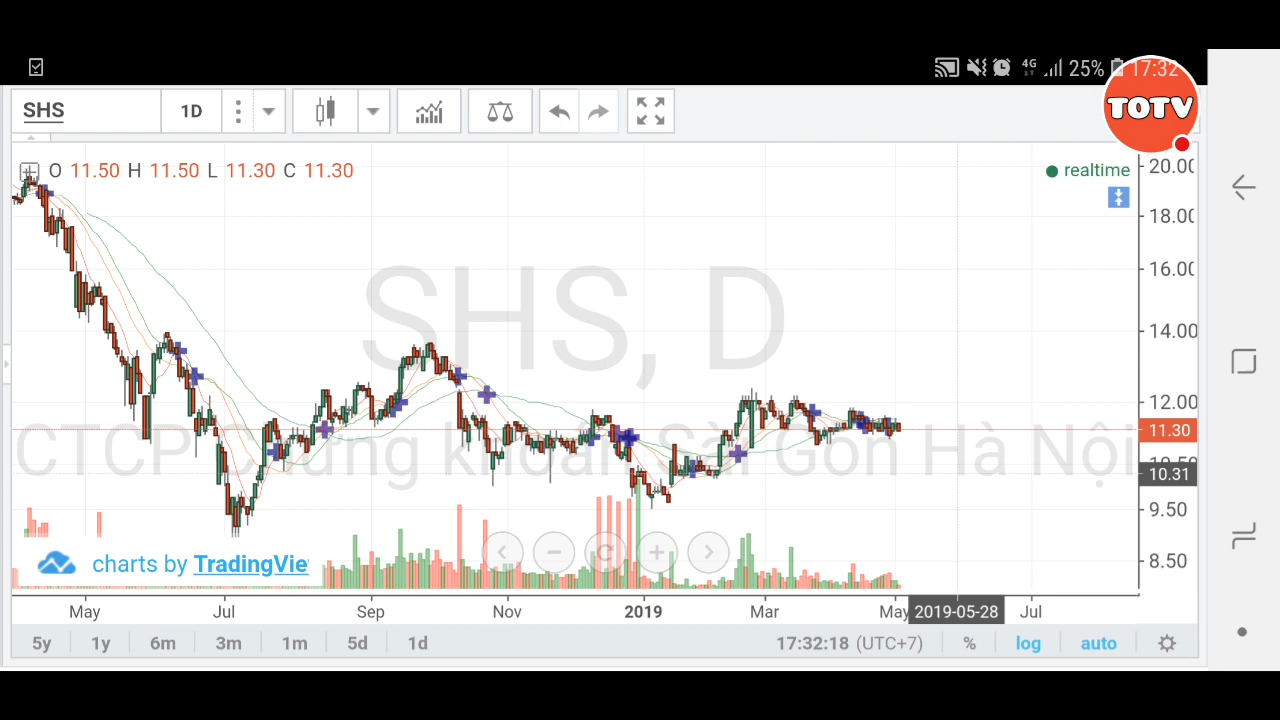 4G 25% 17:32
TOTV
SHS 1D
O 11.50 H 11.50 L 11.30 C 11.30
realtime
20.00
18.00
16.00
14.00
12.00
11.30
10.31
9.50
8.50
SHS, D
CTCP Chứng khoán Sài Gòn Hà Nội
charts by TradingVie
May Jul Sep Nov 2019 Mar May 2019-05-28 Jul
5y 1y 6m 3m 1m 5d 1d 17:32:18 (UTC+7) % log auto